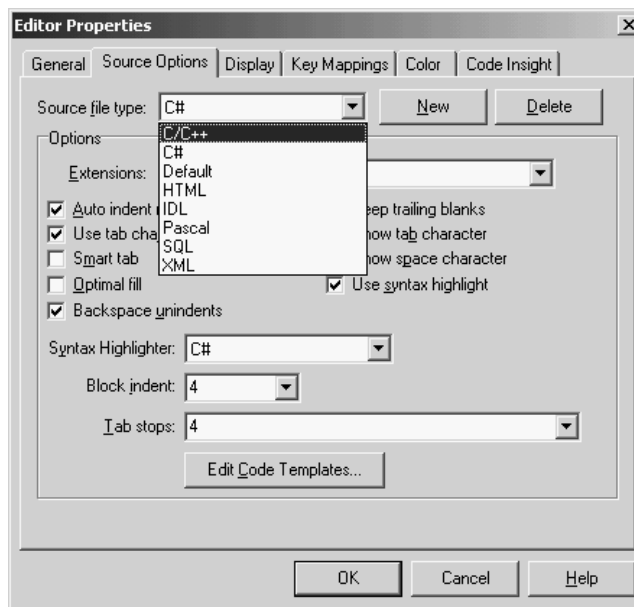 Editor Properties
General Source Options Display Key Mappings Color Code Insight
Source file type: C# New Delete
C/C++
Options
C#
Extensions: Default
HTML
Auto indent IDL eep trailing blanks
Pascal
Use tab cha how tab character
SQL
Smart tab how space character
XML
Optimal fill Use syntax highlight
Backspace unindents
Syntax Highlighter: C#
Block indent: 4
Tab stops: 4
Edit Code Templates...
OK Cancel Help